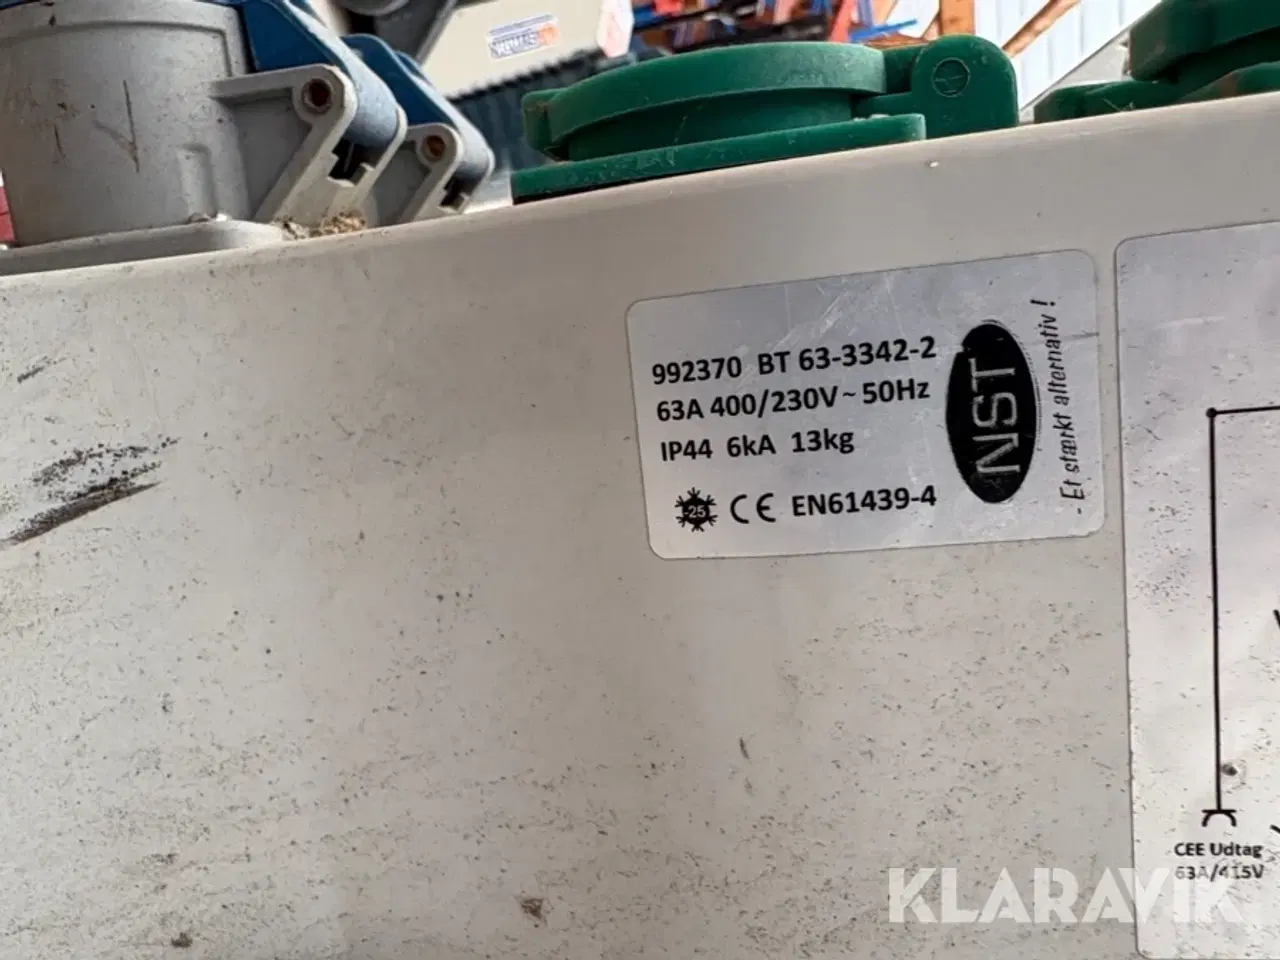 992370 BT 63-3342-2
63A 400/230V ~ 50Hz
IP44 6kA 13kg
-25 CE EN61439-4
NST
- Et stærkt alternativ !
CEE Udtag
63A/415V
KLARAVIK